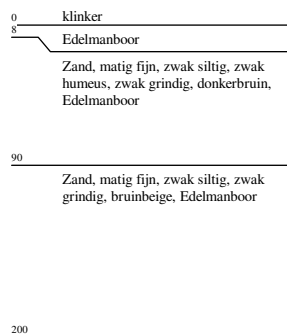 0 klinker
8 Edelmanboor
Zand, matig fijn, zwak siltig, zwak
humeus, zwak grindig, donkerbruin,
Edelmanboor
90
Zand, matig fijn, zwak siltig, zwak
grindig, bruinbeige, Edelmanboor
200